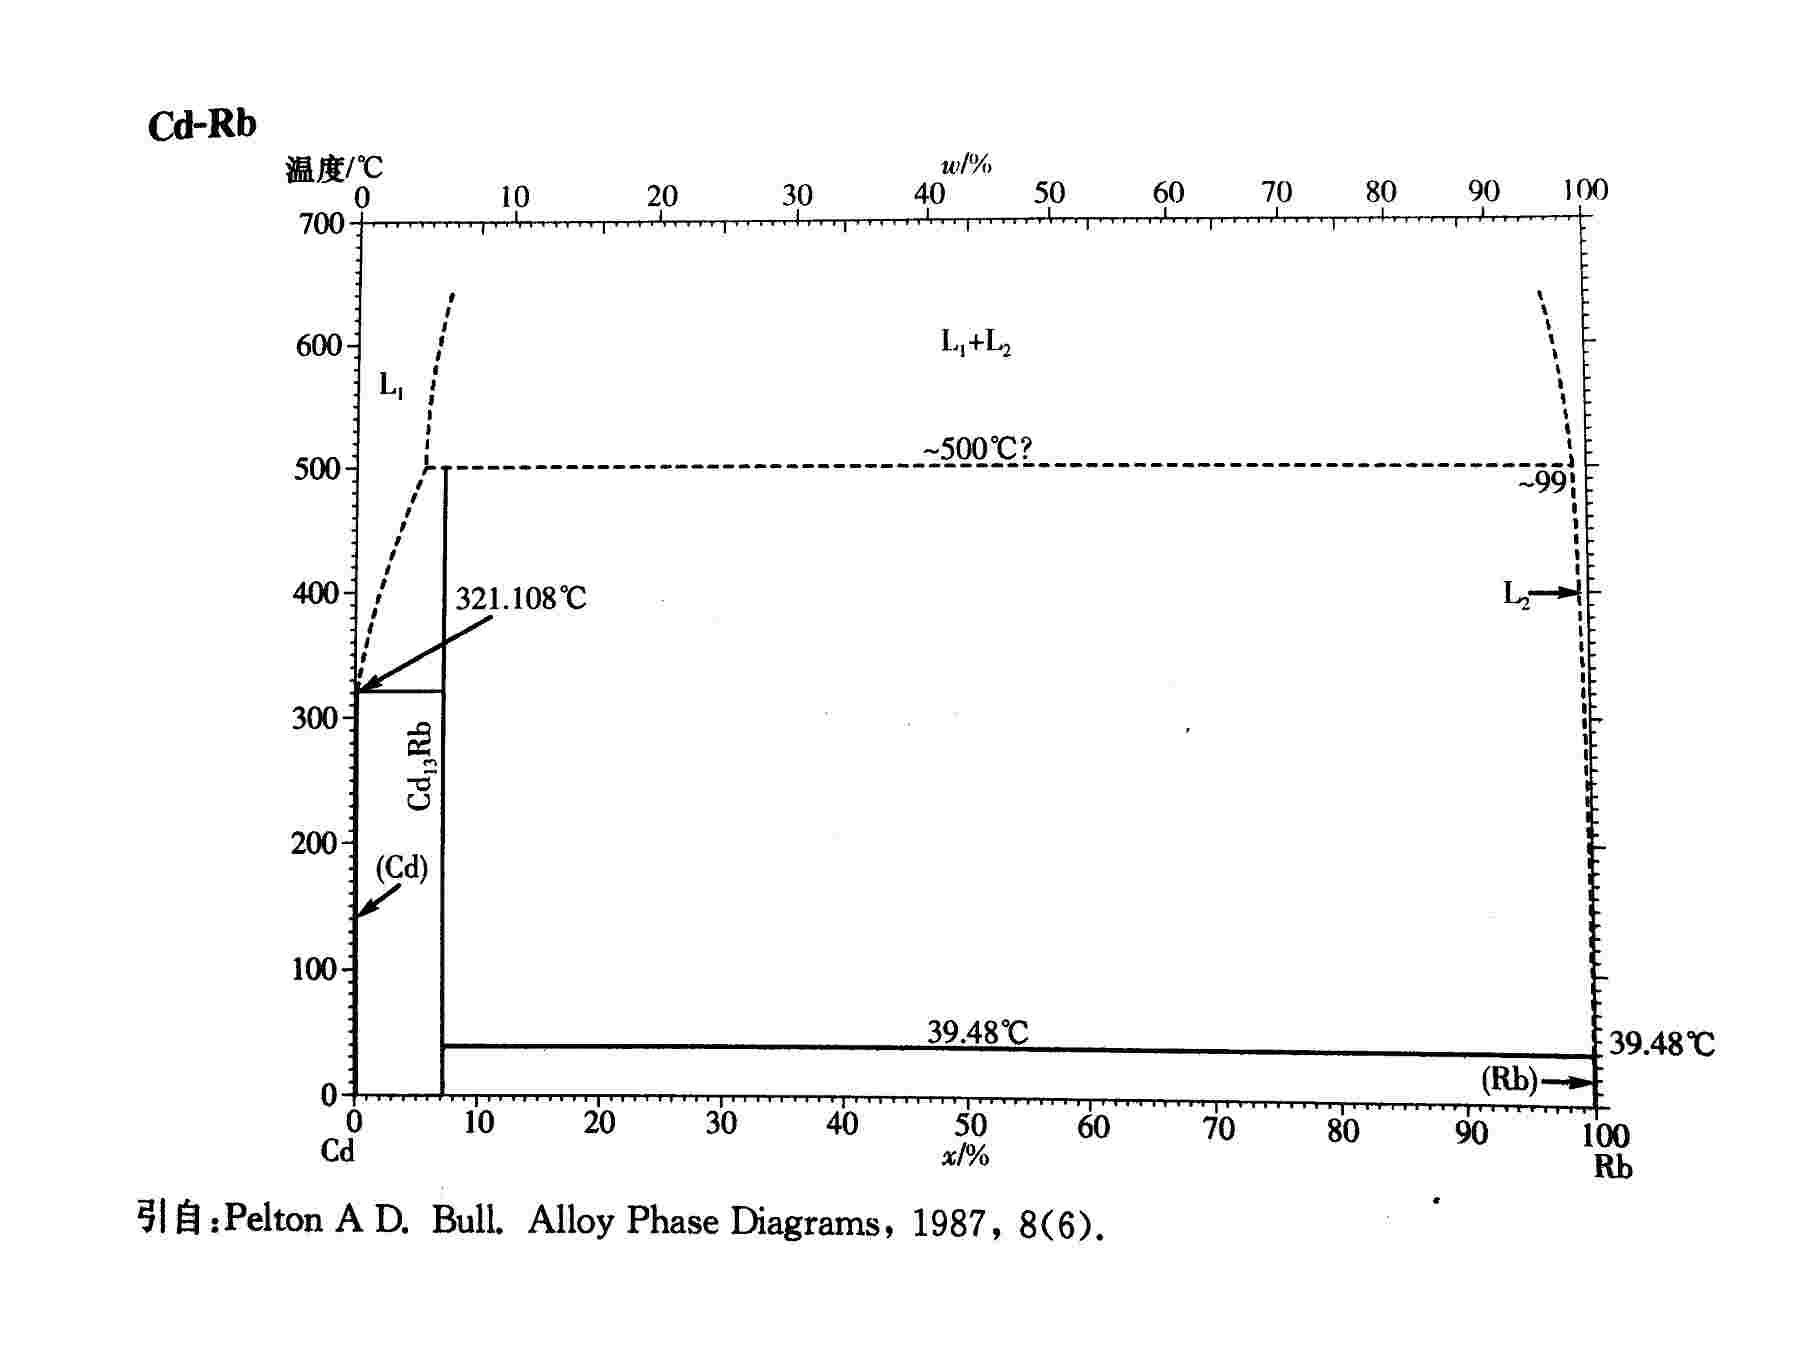 Cd-Rb
温度/℃
w/%
0 10 20 30 40 50 60 70 80 90 100
700
600
L₁+L₂
L₁
~500℃?
500
~99
400
321.108℃
L₂
300
Cd₁₃Rb
200
(Cd)
100
39.48℃
39.48℃
(Rb)
0
0 10 20 30 40 50 60 70 80 90 100
Cd
x/%
Rb
引自:Pelton A D. Bull. Alloy Phase Diagrams, 1987, 8(6).